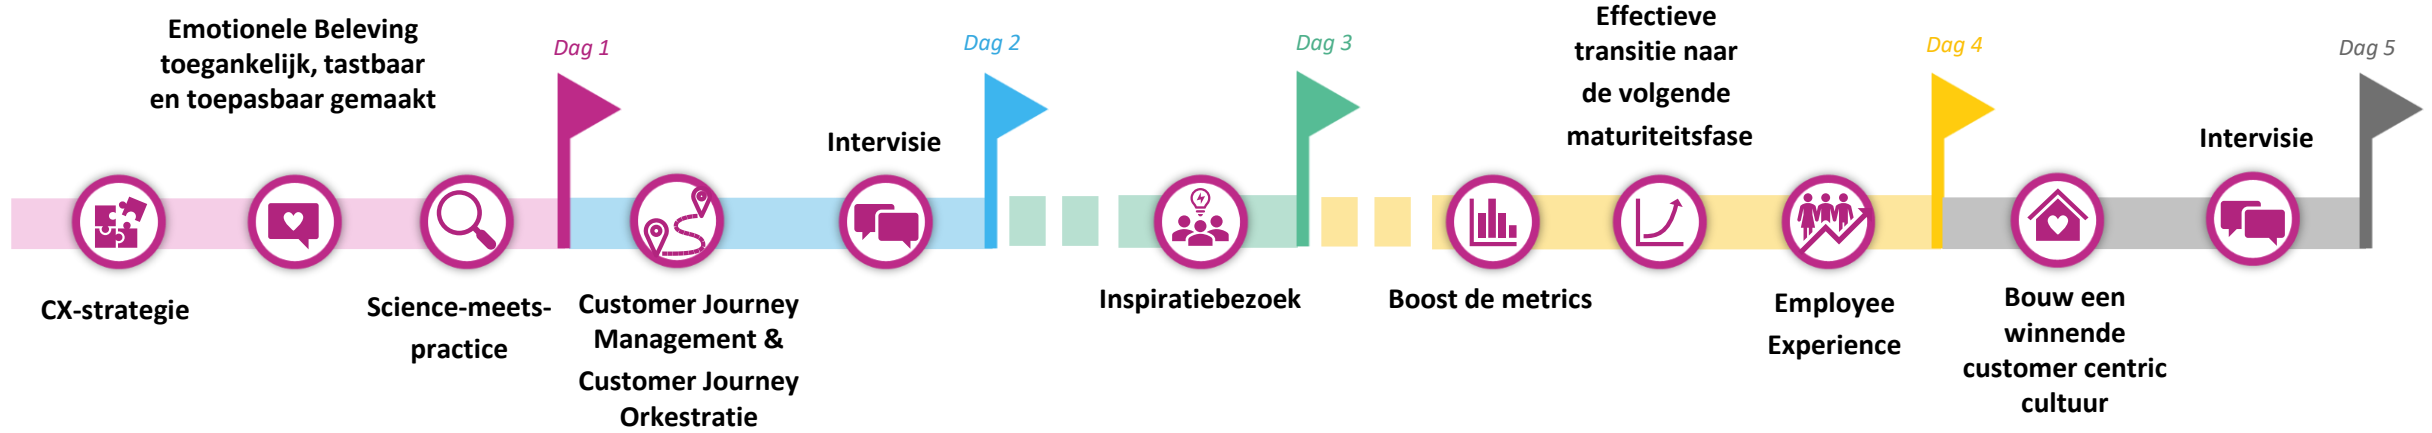 Emotionele Beleving
toegankelijk, tastbaar
en toepasbaar gemaakt
Dag 1
CX-strategie
Science-meets-
practice
Dag 2
Intervisie
Customer Journey
Management &
Customer Journey
Orkestratie
Dag 3
Inspiratiebezoek
Effectieve
transitie naar
de volgende
maturiteitsfase
Dag 4
Boost de metrics
Employee
Experience
Dag 5
Intervisie
Bouw een
winnende
customer centric
cultuur